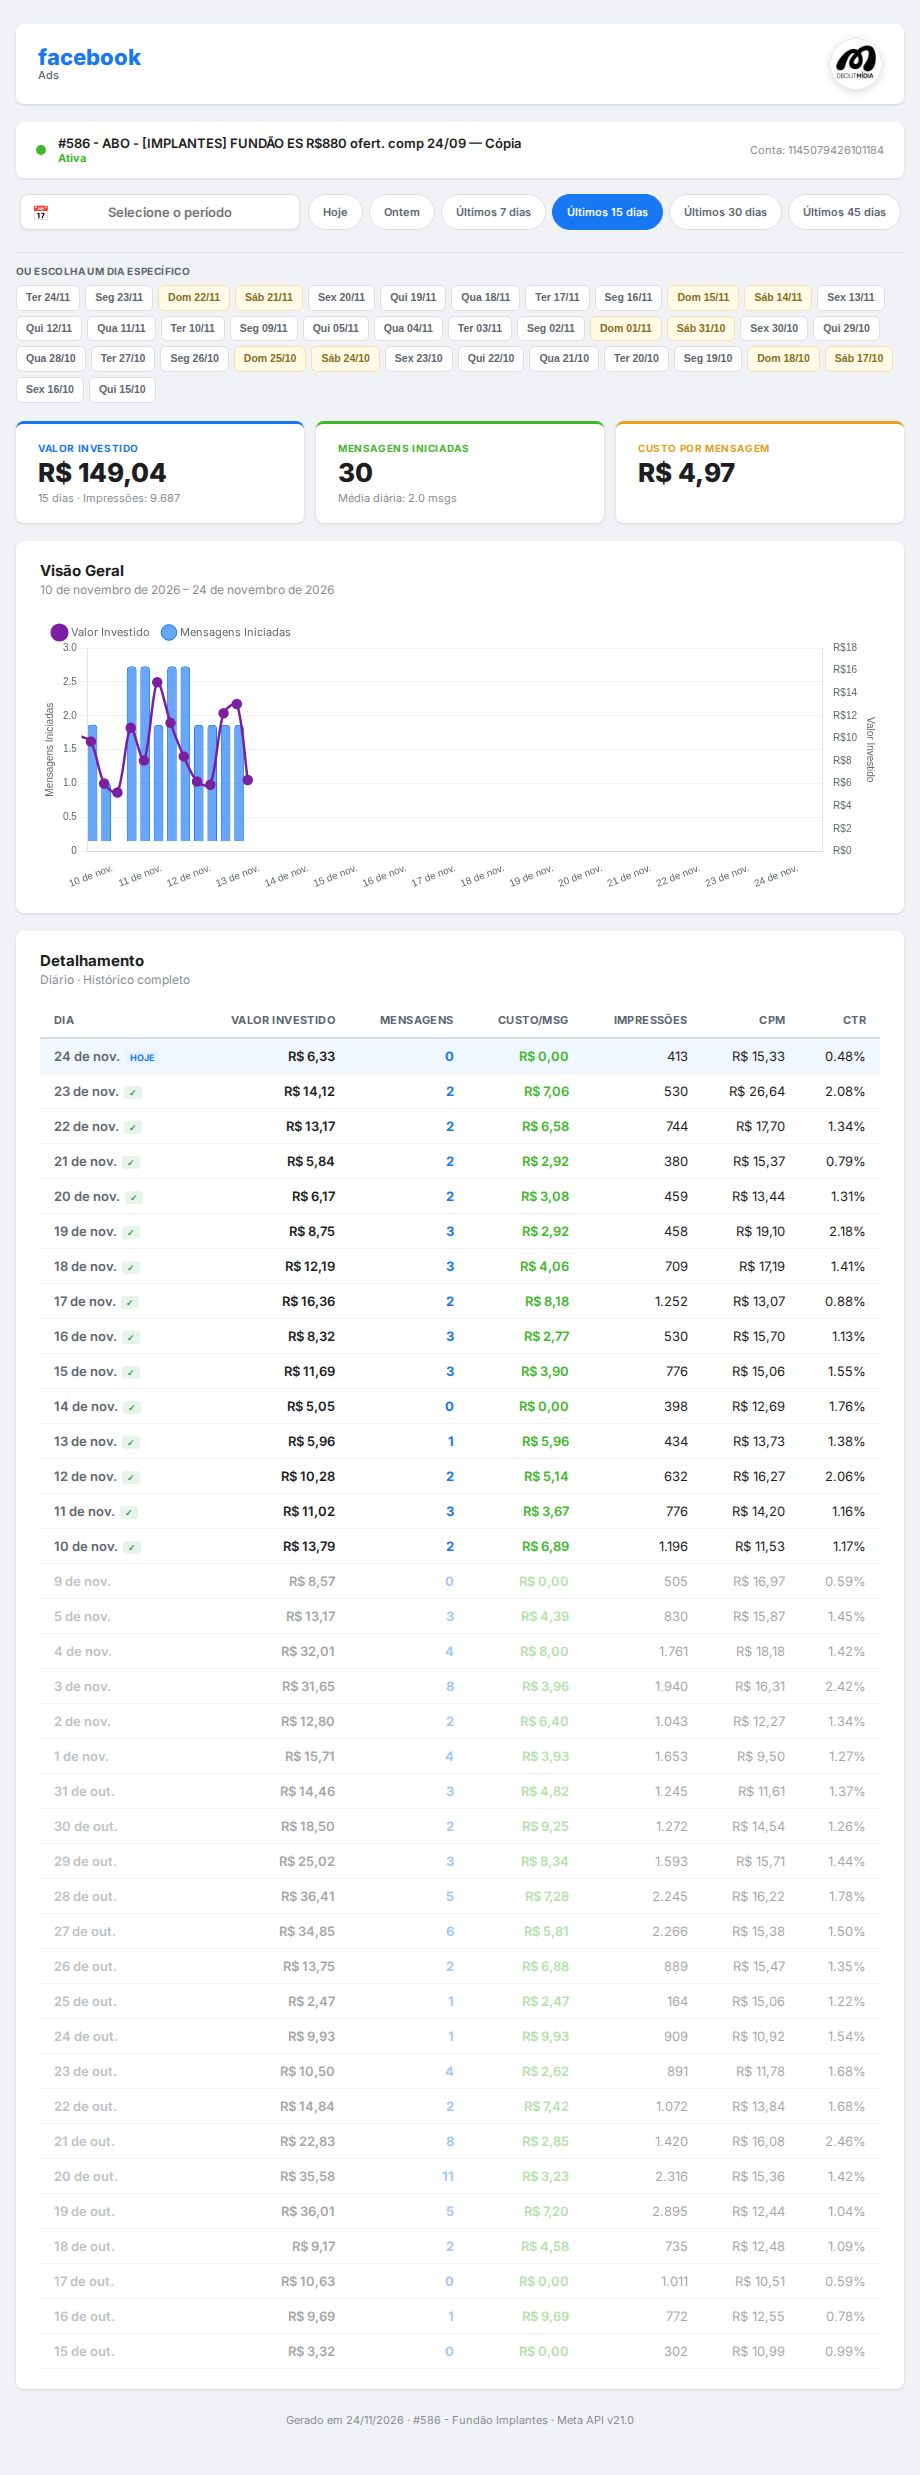 facebook
Ads
DBOUTMÍDIA
#586 - ABO - [IMPLANTES] FUNDÃO ES R$880 ofert. comp 24/09 — Cópia
Ativa
Conta: 1145079426101184
📅 Selecione o período Hoje Ontem Últimos 7 dias Últimos 15 dias Últimos 30 dias Últimos 45 dias
OU ESCOLHA UM DIA ESPECÍFICO
Ter 24/11 Seg 23/11 Dom 22/11 Sáb 21/11 Sex 20/11 Qui 19/11 Qua 18/11 Ter 17/11 Seg 16/11 Dom 15/11 Sáb 14/11 Sex 13/11
Qui 12/11 Qua 11/11 Ter 10/11 Seg 09/11 Qui 05/11 Qua 04/11 Ter 03/11 Seg 02/11 Dom 01/11 Sáb 31/10 Sex 30/10 Qui 29/10
Qua 28/10 Ter 27/10 Seg 26/10 Dom 25/10 Sáb 24/10 Sex 23/10 Qui 22/10 Qua 21/10 Ter 20/10 Seg 19/10 Dom 18/10 Sáb 17/10
Sex 16/10 Qui 15/10
VALOR INVESTIDO
R$ 149,04
15 dias · Impressões: 9.687
MENSAGENS INICIADAS
30
Média diária: 2.0 msgs
CUSTO POR MENSAGEM
R$ 4,97
Visão Geral
10 de novembro de 2026 – 24 de novembro de 2026
Valor Investido Mensagens Iniciadas
Mensagens Iniciadas
3.0
2.5
2.0
1.5
1.0
0.5
0
R$18
R$16
R$14
R$12
R$10
R$8
R$6
R$4
R$2
R$0
Valor Investido
10 de nov. 11 de nov. 12 de nov. 13 de nov. 14 de nov. 15 de nov. 16 de nov. 17 de nov. 18 de nov. 19 de nov. 20 de nov. 21 de nov. 22 de nov. 23 de nov. 24 de nov.
Detalhamento
Diário · Histórico completo
DIA VALOR INVESTIDO MENSAGENS CUSTO/MSG IMPRESSÕES CPM CTR
24 de nov. HOJE R$ 6,33 0 R$ 0,00 413 R$ 15,33 0.48%
23 de nov. ✓ R$ 14,12 2 R$ 7,06 530 R$ 26,64 2.08%
22 de nov. ✓ R$ 13,17 2 R$ 6,58 744 R$ 17,70 1.34%
21 de nov. ✓ R$ 5,84 2 R$ 2,92 380 R$ 15,37 0.79%
20 de nov. ✓ R$ 6,17 2 R$ 3,08 459 R$ 13,44 1.31%
19 de nov. ✓ R$ 8,75 3 R$ 2,92 458 R$ 19,10 2.18%
18 de nov. ✓ R$ 12,19 3 R$ 4,06 709 R$ 17,19 1.41%
17 de nov. ✓ R$ 16,36 2 R$ 8,18 1.252 R$ 13,07 0.88%
16 de nov. ✓ R$ 8,32 3 R$ 2,77 530 R$ 15,70 1.13%
15 de nov. ✓ R$ 11,69 3 R$ 3,90 776 R$ 15,06 1.55%
14 de nov. ✓ R$ 5,05 0 R$ 0,00 398 R$ 12,69 1.76%
13 de nov. ✓ R$ 5,96 1 R$ 5,96 434 R$ 13,73 1.38%
12 de nov. ✓ R$ 10,28 2 R$ 5,14 632 R$ 16,27 2.06%
11 de nov. ✓ R$ 11,02 3 R$ 3,67 776 R$ 14,20 1.16%
10 de nov. ✓ R$ 13,79 2 R$ 6,89 1.196 R$ 11,53 1.17%
9 de nov. R$ 8,57 0 R$ 0,00 505 R$ 16,97 0.59%
5 de nov. R$ 13,17 3 R$ 4,39 830 R$ 15,87 1.45%
4 de nov. R$ 32,01 4 R$ 8,00 1.761 R$ 18,18 1.42%
3 de nov. R$ 31,65 8 R$ 3,96 1.940 R$ 16,31 2.42%
2 de nov. R$ 12,80 2 R$ 6,40 1.043 R$ 12,27 1.34%
1 de nov. R$ 15,71 4 R$ 3,93 1.653 R$ 9,50 1.27%
31 de out. R$ 14,46 3 R$ 4,82 1.245 R$ 11,61 1.37%
30 de out. R$ 18,50 2 R$ 9,25 1.272 R$ 14,54 1.26%
29 de out. R$ 25,02 3 R$ 8,34 1.593 R$ 15,71 1.44%
28 de out. R$ 36,41 5 R$ 7,28 2.245 R$ 16,22 1.78%
27 de out. R$ 34,85 6 R$ 5,81 2.266 R$ 15,38 1.50%
26 de out. R$ 13,75 2 R$ 6,88 889 R$ 15,47 1.35%
25 de out. R$ 2,47 1 R$ 2,47 164 R$ 15,06 1.22%
24 de out. R$ 9,93 1 R$ 9,93 909 R$ 10,92 1.54%
23 de out. R$ 10,50 4 R$ 2,62 891 R$ 11,78 1.68%
22 de out. R$ 14,84 2 R$ 7,42 1.072 R$ 13,84 1.68%
21 de out. R$ 22,83 8 R$ 2,85 1.420 R$ 16,08 2.46%
20 de out. R$ 35,58 11 R$ 3,23 2.316 R$ 15,36 1.42%
19 de out. R$ 36,01 5 R$ 7,20 2.895 R$ 12,44 1.04%
18 de out. R$ 9,17 2 R$ 4,58 735 R$ 12,48 1.09%
17 de out. R$ 10,63 0 R$ 0,00 1.011 R$ 10,51 0.59%
16 de out. R$ 9,69 1 R$ 9,69 772 R$ 12,55 0.78%
15 de out. R$ 3,32 0 R$ 0,00 302 R$ 10,99 0.99%
Gerado em 24/11/2026 · #586 - Fundão Implantes · Meta API v21.0